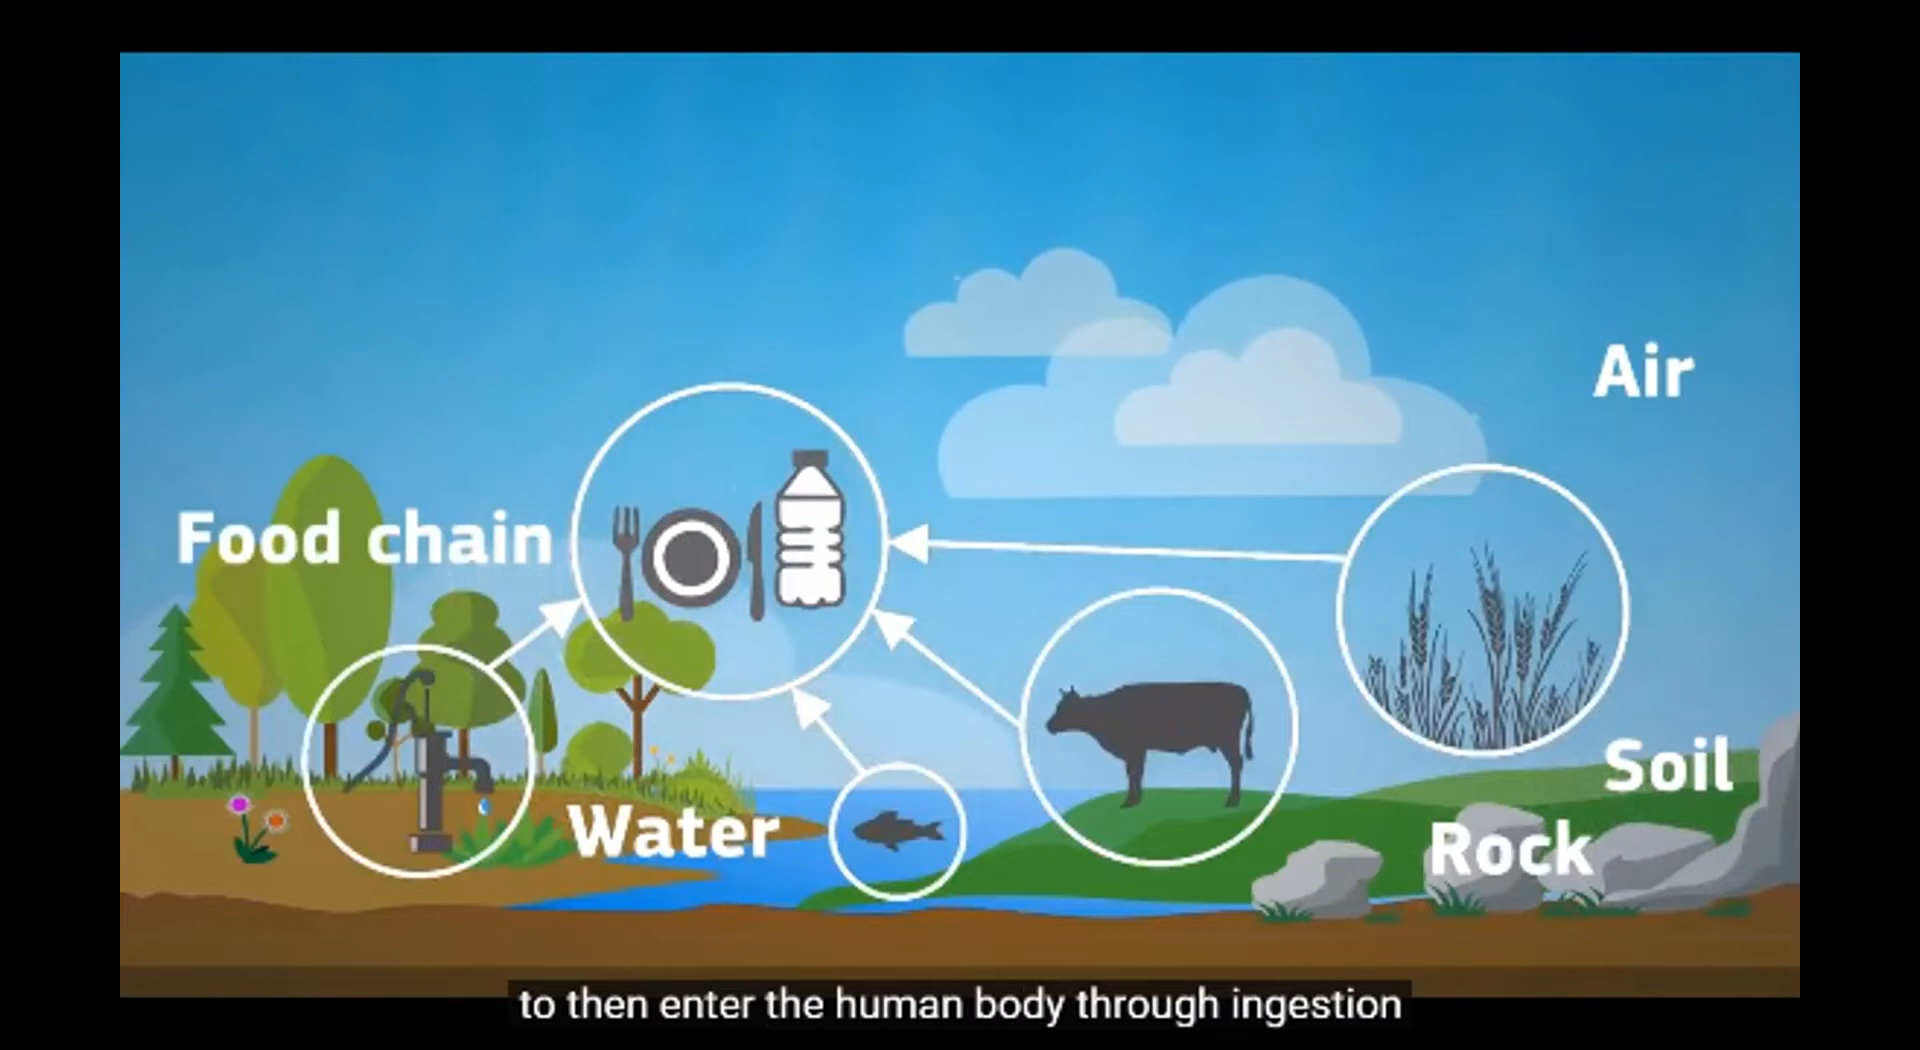 Air
Food chain
Soil
Water
Rock
to then enter the human body through ingestion